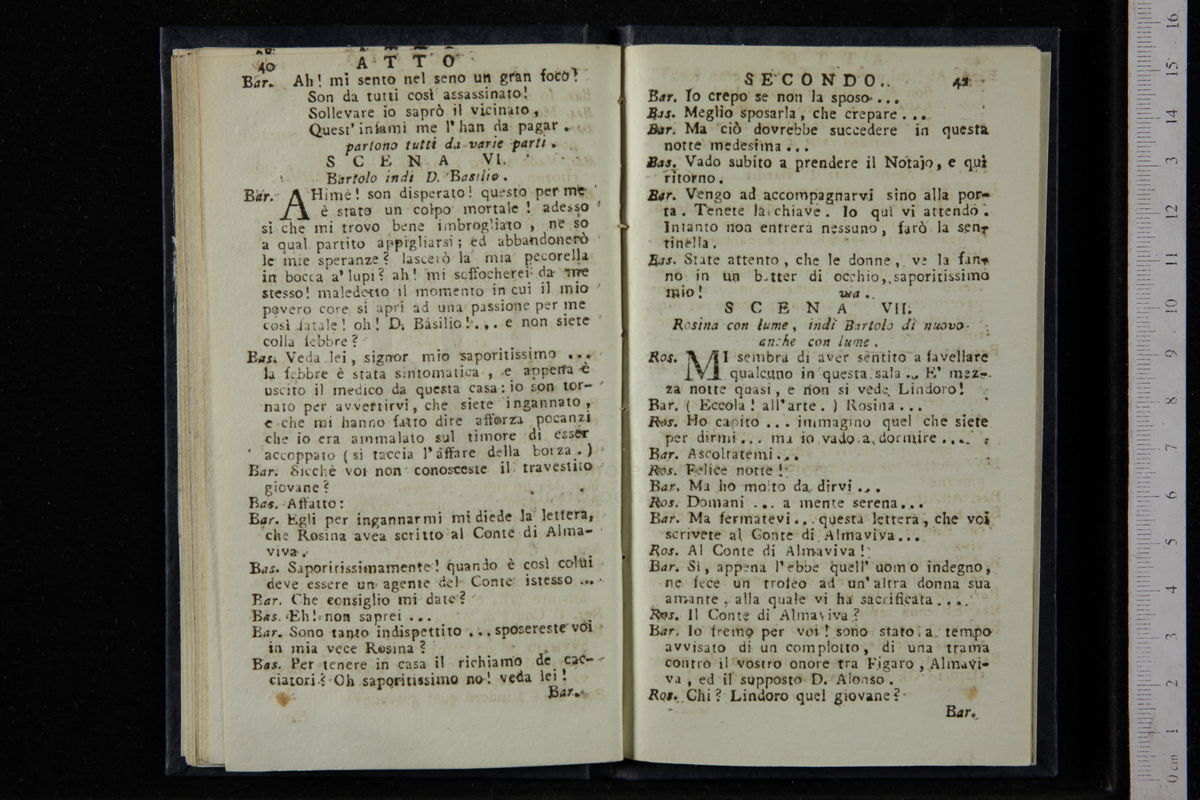 40 ATTO
Bar. Ah! mi sento nel seno un gran foco!
Son da tutti così assassinato!
Sollevare io saprò il vicinato,
Quest' infami me l' han da pagar.
partono tutti da varie parti.
SCENA VI.
Bartolo indi D. Basilio.
Bar. AHimè! son disperato! questo per me
è stato un colpo mortale! adesso
sì che mi trovo bene imbrogliato, nè so
a qual partito appigliarsi; ed abbandonerò
le mie speranze? lascerò la mia pecorella
in bocca a' lupi? ah! mi soffocherei da me
stesso! maledetto il momento in cui il mio
povero core si aprì ad una passione per me
così fatale! oh! D. Basilio!... e non siete
colla febbre?
Bas. Veda lei, signor mio saporitissimo ...
la febbre è stata sintomatica, e appena è
uscito il medico da questa casa: io son tor-
nato per avvertirvi, che siete ingannato,
e che mi hanno fatto dire afforza pocanzi
che io era ammalato sul timore di esser
accoppato (si taccia l'affare della borza.)
Bar. Sicchè voi non conosceste il travestito
giovane?
Bas. Affatto:
Bar. Egli per ingannarmi mi diede la lettera,
che Rosina avea scritto al Conte di Alma-
viva.
Bas. Saporitissimamente! quando è così colui
deve essere un agente del Conte istesso ...
Bar. Che consiglio mi date?
Bas. Eh! non saprei ...
Bar. Sono tanto indispettito ... sposereste voi
in mia vece Rosina?
Bas. Per tenere in casa il richiamo de cac-
ciatori? Oh saporitissimo no! veda lei!
Bar.
SECONDO. 41
Bar. Io crepo se non la sposo ...
Bas. Meglio sposarla, che crepare ...
Bar. Ma ciò dovrebbe succedere in questa
notte medesima ...
Bas. Vado subito a prendere il Notajo, e quì
ritorno.
Bar. Vengo ad accompagnarvi sino alla por-
ta. Tenete la chiave. Io quì vi attendo.
Intanto non entrerà nessuno, farò la sen-
tinella.
Bas. State attento, che le donne, ve la fan-
no in un batter di occhio, saporitissimo
mio! via.
SCENA VII.
Rosina con lume, indi Bartolo di nuovo
anche con lume.
Ros. MI sembra di aver sentito a favellare
qualcuno in questa sala ... E' mez-
za notte quasi, e non si vede Lindoro!
Bar. (Eccola! all'arte.) Rosina ...
Ros. Ho capito ... immagino quel che siete
per dirmi ... ma io vado a dormire ....
Bar. Ascoltatemi ...
Ros. Felice notte!
Bar. Ma ho molto da dirvi ...
Ros. Domani ... a mente serena ...
Bar. Ma fermatevi ... questa lettera, che voi
scrivete al Conte di Almaviva ...
Ros. Al Conte di Almaviva!
Bar. Sì, appena l'ebbe quell' uomo indegno,
ne fece un trofeo ad un'altra donna sua
amante, alla quale vi ha sacrificata ....
Ros. Il Conte di Almaviva?
Bar. Io fremo per voi! sono stato a tempo
avvisato di un complotto, di una trama
contro il vostro onore tra Figaro, Almavi-
va, ed il supposto D. Alonso.
Ros. Chi? Lindoro quel giovane?
Bar.